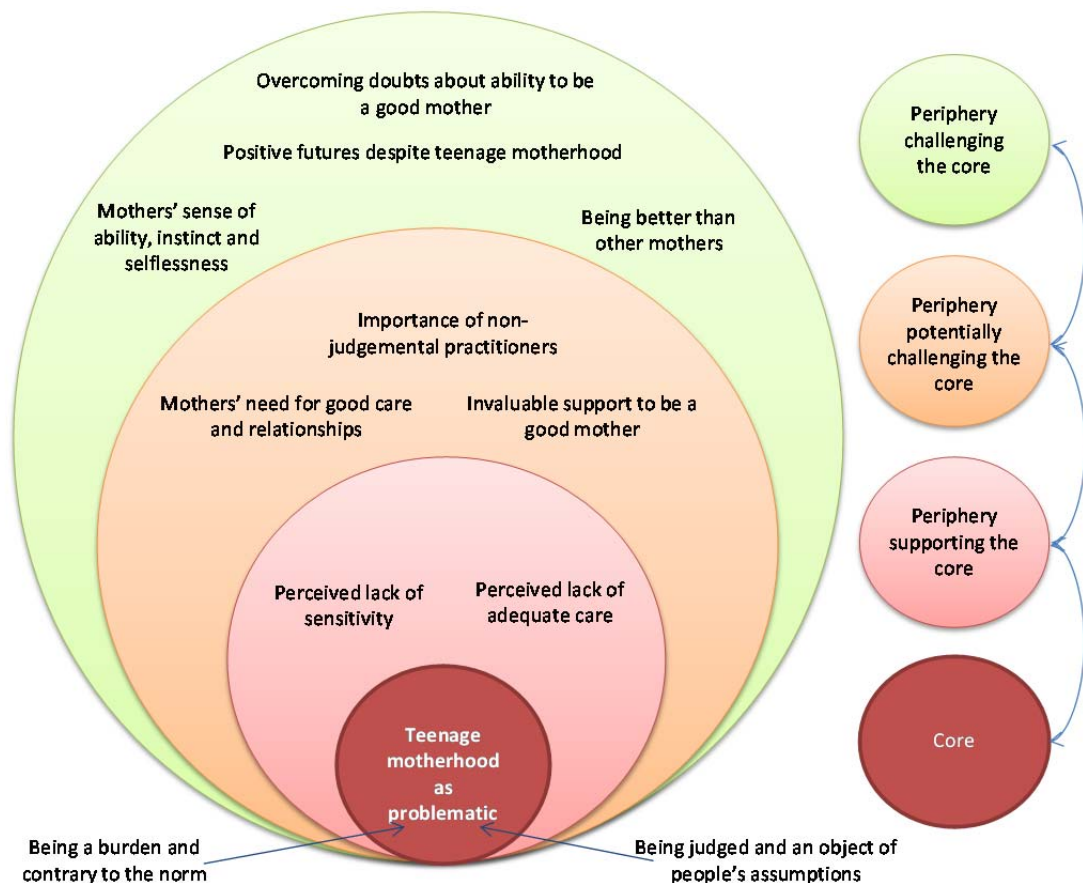 Overcoming doubts about ability to be
a good mother
Positive futures despite teenage motherhood
Mothers’ sense of
ability, instinct and
selflessness
Being better than
other mothers
Importance of non-
judgemental practitioners
Mothers’ need for good care
and relationships
Invaluable support to be a
good mother
Perceived lack of
sensitivity
Perceived lack of
adequate care
Teenage
motherhood
as
problematic
Being a burden and
contrary to the norm
Being judged and an object of
people’s assumptions
Periphery
challenging
the core
Periphery
potentially
challenging the
core
Periphery
supporting the
core
Core